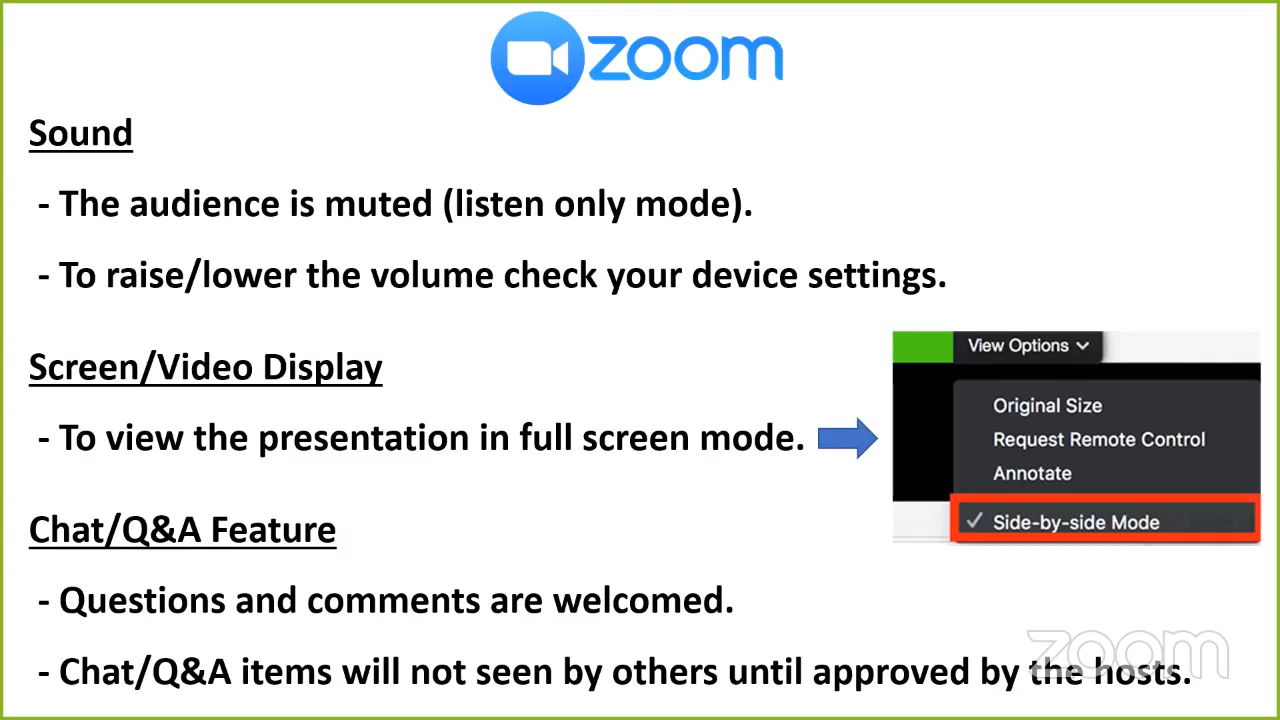 zoom
Sound
- The audience is muted (listen only mode).
- To raise/lower the volume check your device settings.
Screen/Video Display
- To view the presentation in full screen mode.
View Options
Original Size
Request Remote Control
Annotate
Side-by-side Mode
Chat/Q&A Feature
- Questions and comments are welcomed.
- Chat/Q&A items will not seen by others until approved by the hosts.
zoom